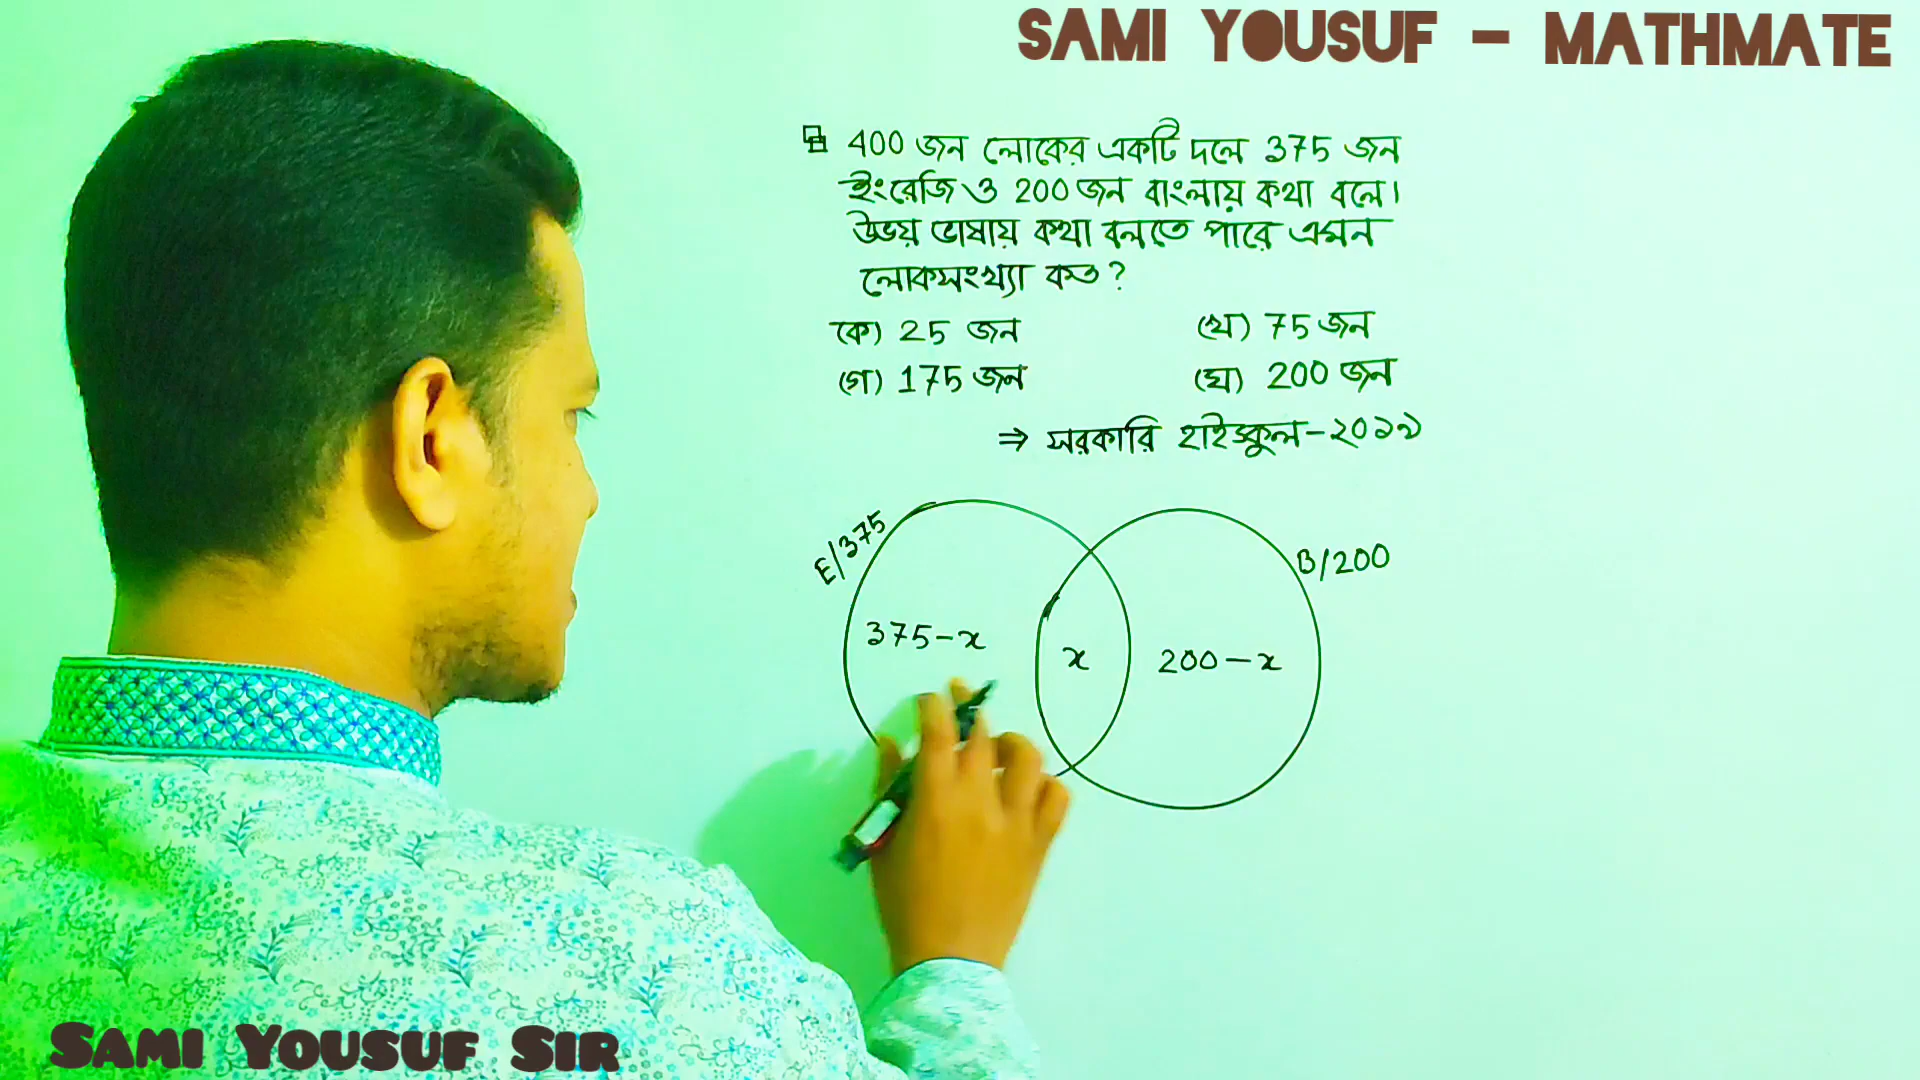 SAMI YOUSUF - MATHMATE
400 জন লোকের একটি দলে 375 জন
ইংরেজি ও 200 জন বাংলায় কথা বলে।
উভয় ভাষায় কথা বলতে পারে এমন
লোকসংখ্যা কত?
(ক) 25 জন (খ) 75 জন
(গ) 175 জন (ঘ) 200 জন
⇒ সরকারি হাইস্কুল-২০১৯
E/375
B/200
375-x
x
200-x
SAMI YOUSUF SIR